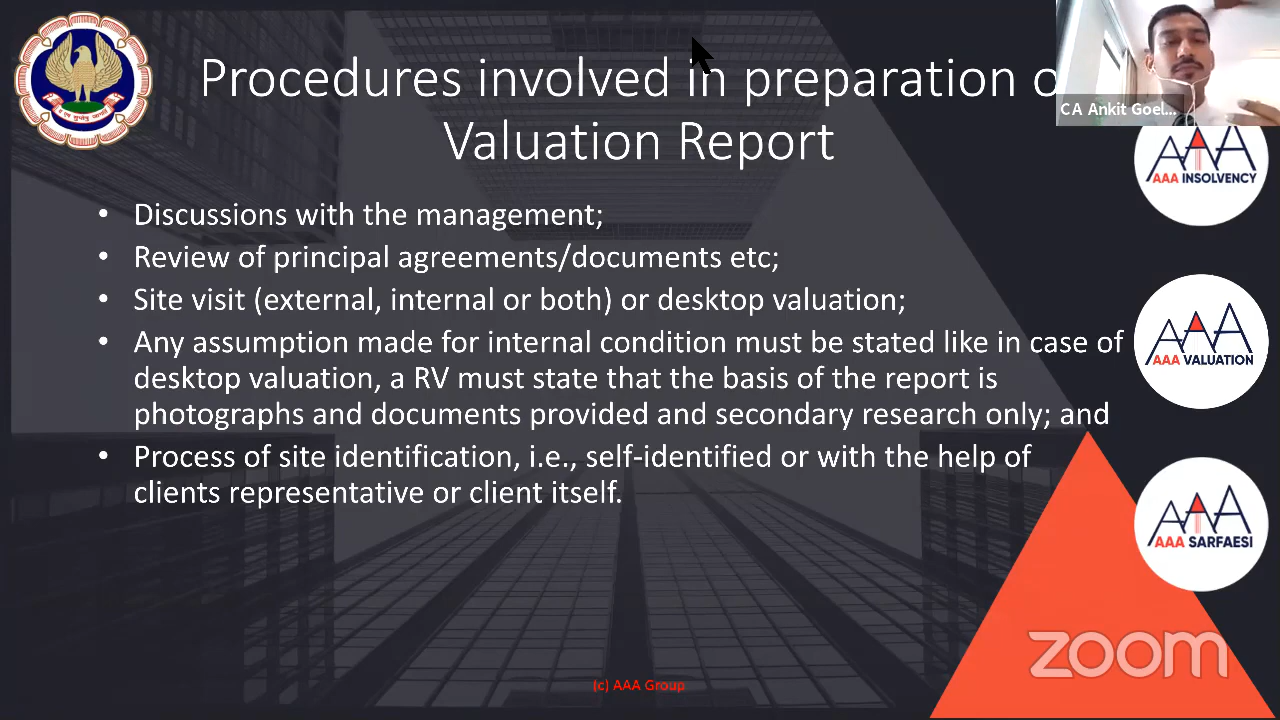 Procedures involved in preparation o
Valuation Report
CA Ankit Goel...
• Discussions with the management;
• Review of principal agreements/documents etc;
• Site visit (external, internal or both) or desktop valuation;
• Any assumption made for internal condition must be stated like in case of
desktop valuation, a RV must state that the basis of the report is
photographs and documents provided and secondary research only; and
• Process of site identification, i.e., self-identified or with the help of
clients representative or client itself.
AAA
AAA INSOLVENCY
AAA
AAA VALUATION
AAA
AAA SARFAESI
(c) AAA Group
zoom